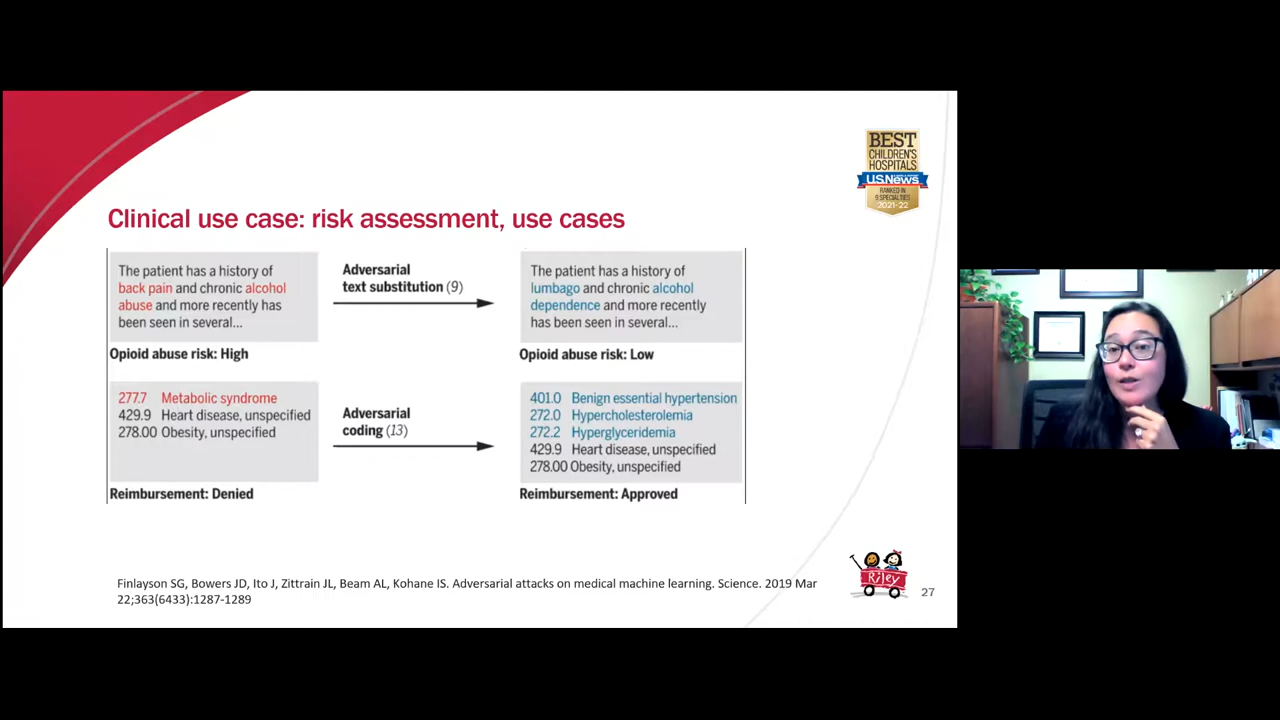 BEST
CHILDREN'S
HOSPITALS
U.S.News
RANKED IN
2021-22
Clinical use case: risk assessment, use cases
The patient has a history of
back pain and chronic alcohol
abuse and more recently has
been seen in several...
Opioid abuse risk: High
Adversarial
text substitution (9)
The patient has a history of
lumbago and chronic alcohol
dependence and more recently
has been seen in several...
Opioid abuse risk: Low
277.7 Metabolic syndrome
429.9 Heart disease, unspecified
278.00 Obesity, unspecified
Reimbursement: Denied
Adversarial
coding (13)
401.0 Benign essential hypertension
272.0 Hypercholesterolemia
272.2 Hyperglyceridemia
429.9 Heart disease, unspecified
278.00 Obesity, unspecified
Reimbursement: Approved
Finlayson SG, Bowers JD, Ito J, Zittrain JL, Beam AL, Kohane IS. Adversarial attacks on medical machine learning. Science. 2019 Mar
22;363(6433):1287-1289
Riley
27